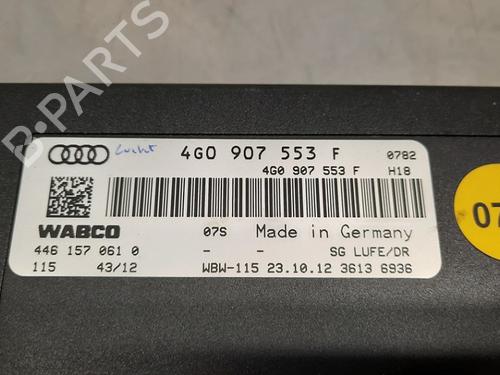 B-PARTS
4G0 907 553 F 0782
4G0 907 553 F H18
WABCO 07S Made in Germany
446 157 061 0 - - SG LUFE/DR
115 43/12 WBW-115 23.10.12 3613 6936
07